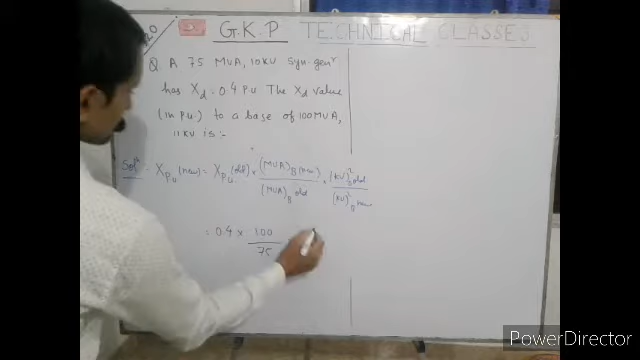 G.K.P TECHNICAL CLASSES
Q. A 75 MVA, 10KV Syn. genr
has Xd = 0.4 PU The Xd value
(in PU) to a base of 100MVA,
11KV is :-
Soln XPU (new) = XPU (old) × (MVA)B (new) / (MVA)B old × (KV)²B old / (KV)²B new
= 0.4 × 100 / 75
PowerDirector